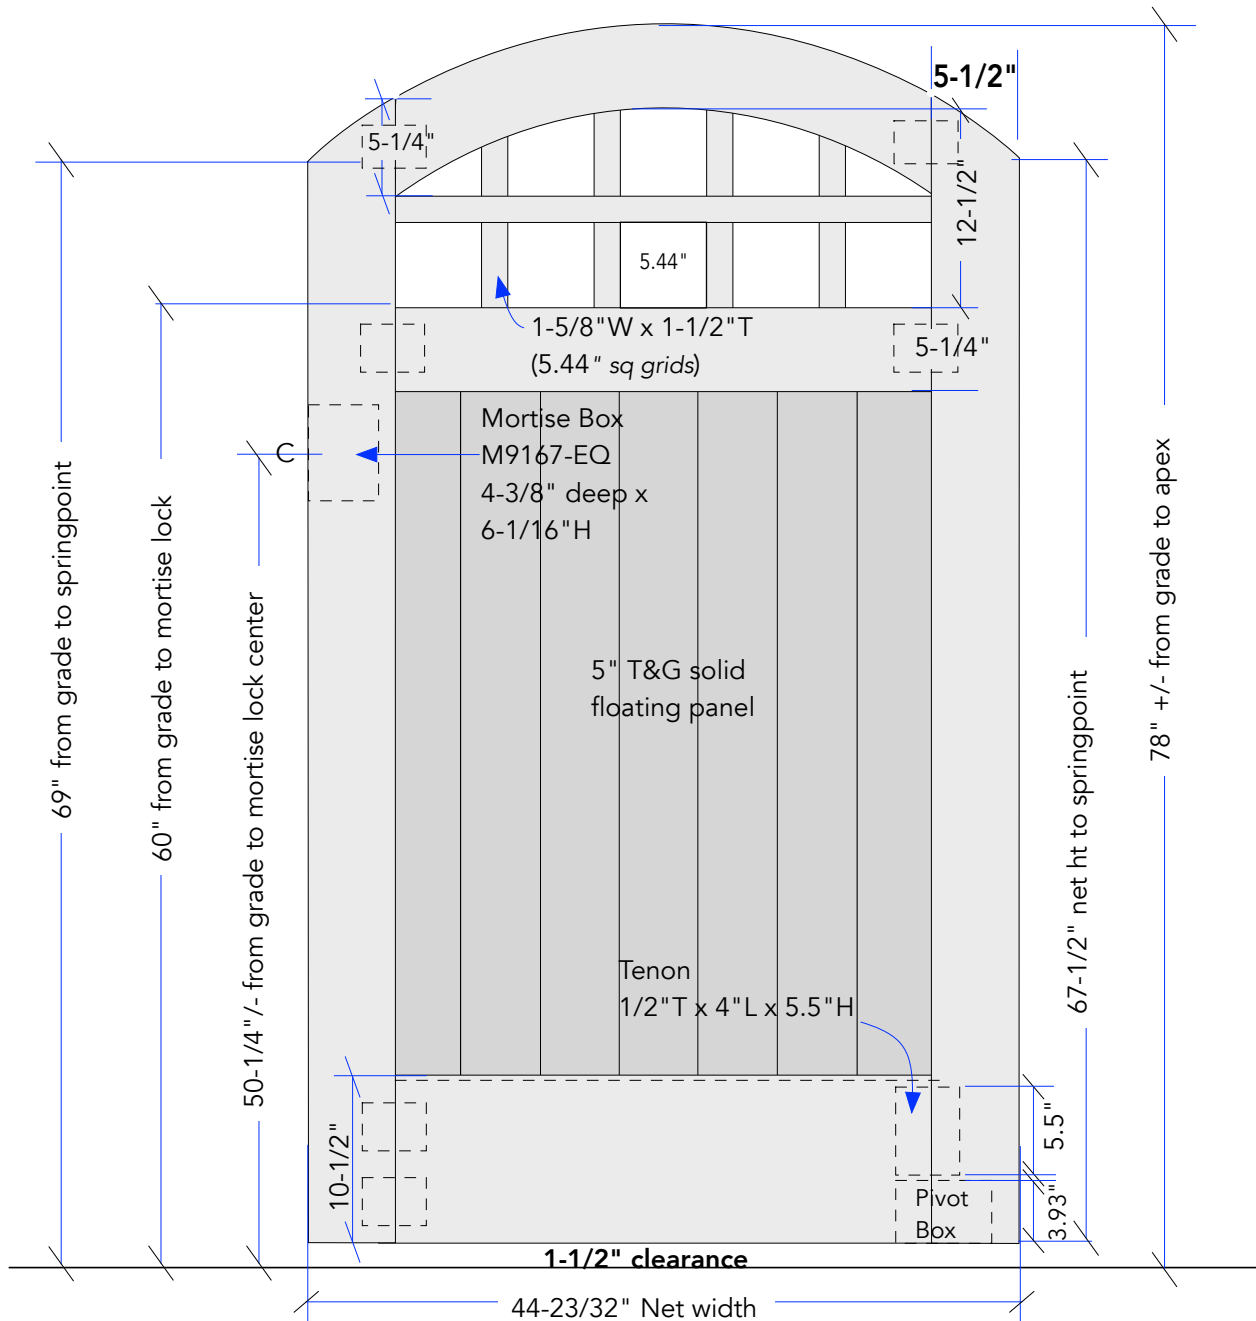 5-1/2"
5-1/4"
12-1/2"
5.44"
1-5/8"W x 1-1/2"T
(5.44" sq grids)
5-1/4"
Mortise Box
M9167-EQ
4-3/8" deep x
6-1/16"H
C
69" from grade to springpoint
60" from grade to mortise lock
50-1/4"/- from grade to mortise lock center
78" +/- from grade to apex
67-1/2" net ht to springpoint
5" T&G solid
floating panel
Tenon
1/2"T x 4"L x 5.5"H
10-1/2"
5.5"
3.93"
Pivot
Box
1-1/2" clearance
44-23/32" Net width